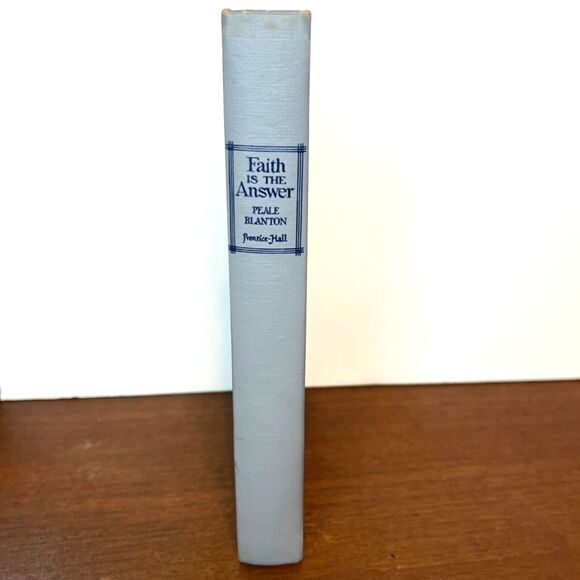 Faith
IS THE
Answer
PEALE
BLANTON
Prentice-Hall